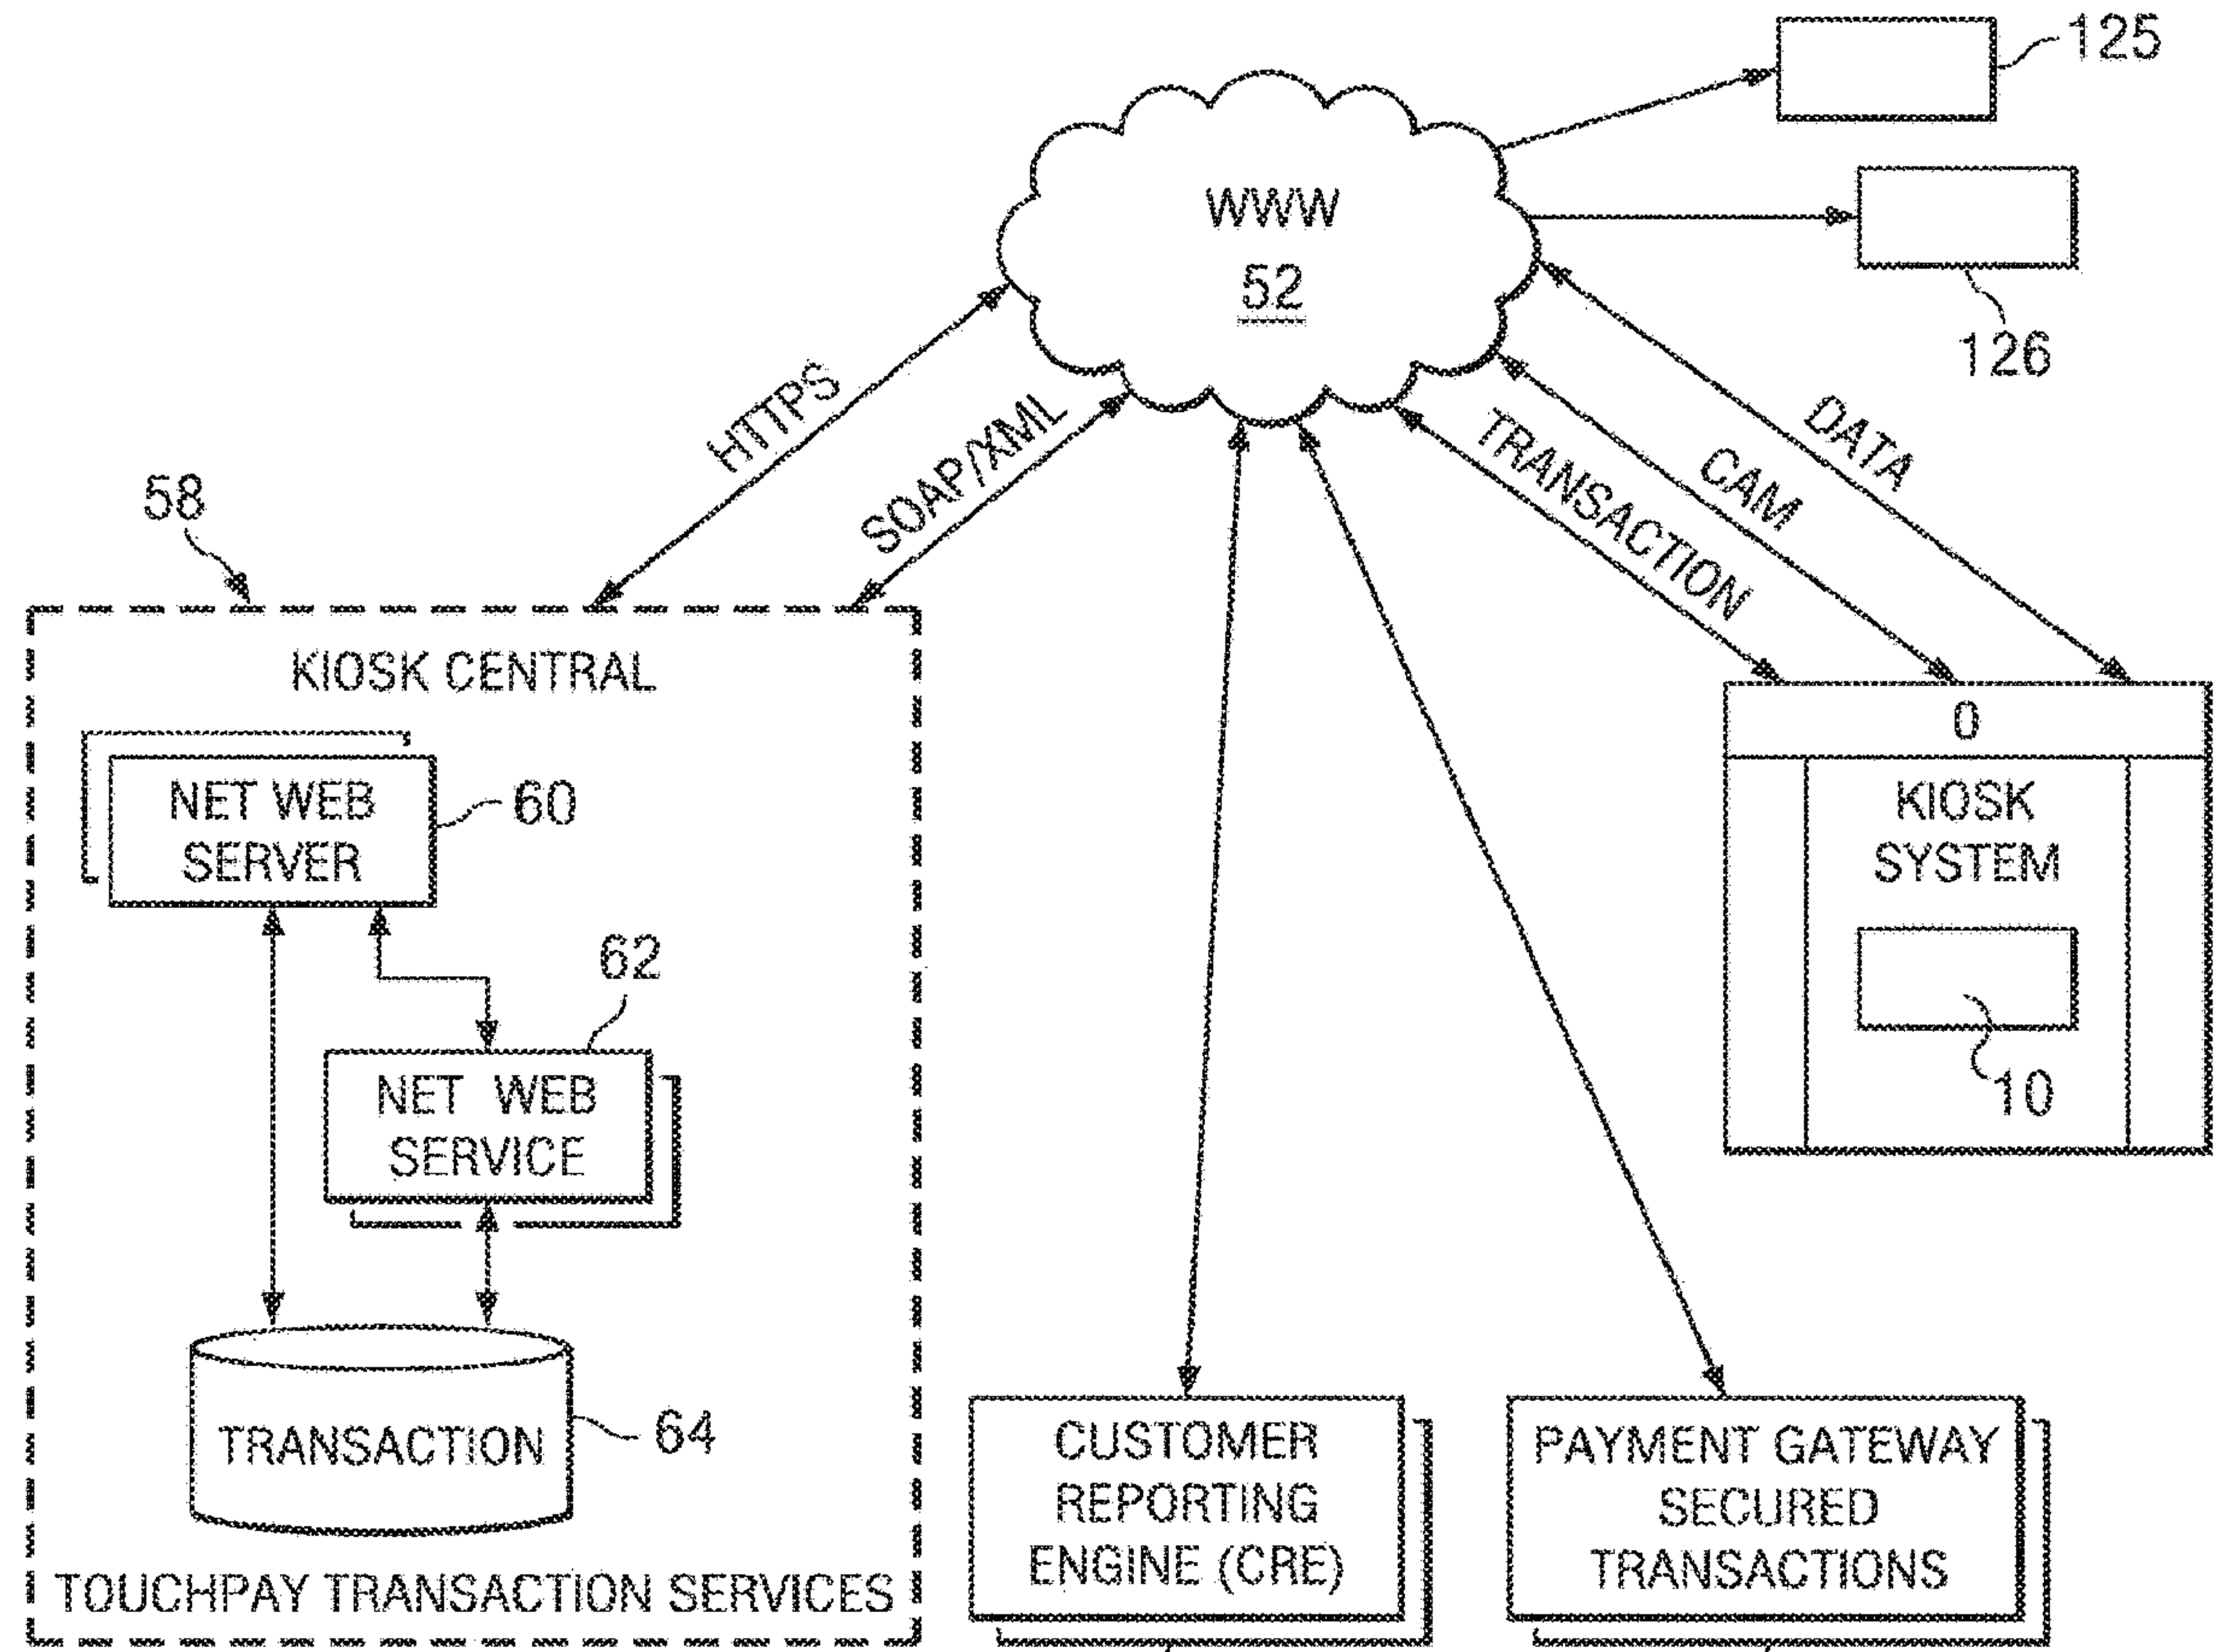 125
WWW
52
126
HTTPS
SOAP/XML
TRANSACTION
CAM
DATA
58
KIOSK CENTRAL
NET WEB
SERVER
60
62
NET WEB
SERVICE
TRANSACTION
64
TOUCHPAY TRANSACTION SERVICES
0
KIOSK
SYSTEM
10
CUSTOMER
REPORTING
ENGINE (CRE)
PAYMENT GATEWAY
SECURED
TRANSACTIONS